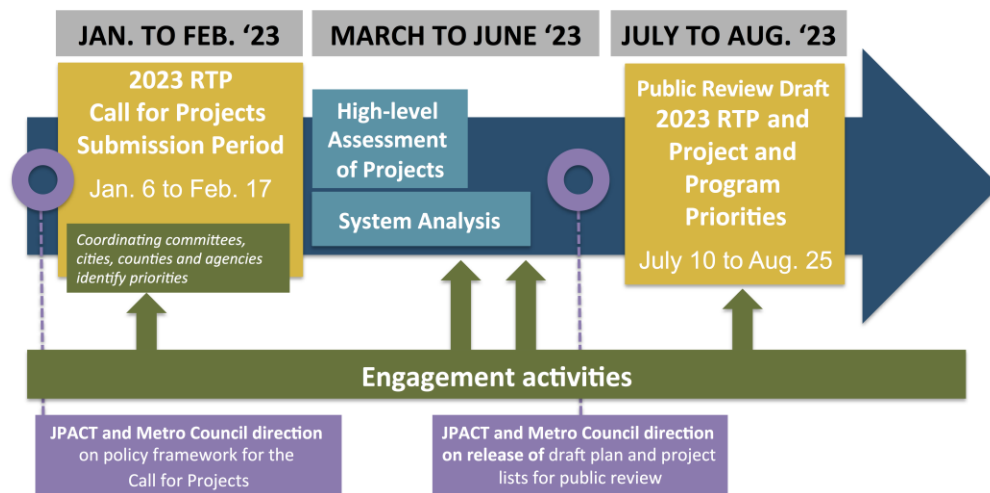 JAN. TO FEB. ‘23
MARCH TO JUNE ‘23
JULY TO AUG. ‘23
2023 RTP
Call for Projects
Submission Period
Jan. 6 to Feb. 17
Coordinating committees,
cities, counties and agencies
identify priorities
High-level
Assessment
of Projects
System Analysis
Public Review Draft
2023 RTP and
Project and
Program
Priorities
July 10 to Aug. 25
Engagement activities
JPACT and Metro Council direction
on policy framework for the
Call for Projects
JPACT and Metro Council direction
on release of draft plan and project
lists for public review